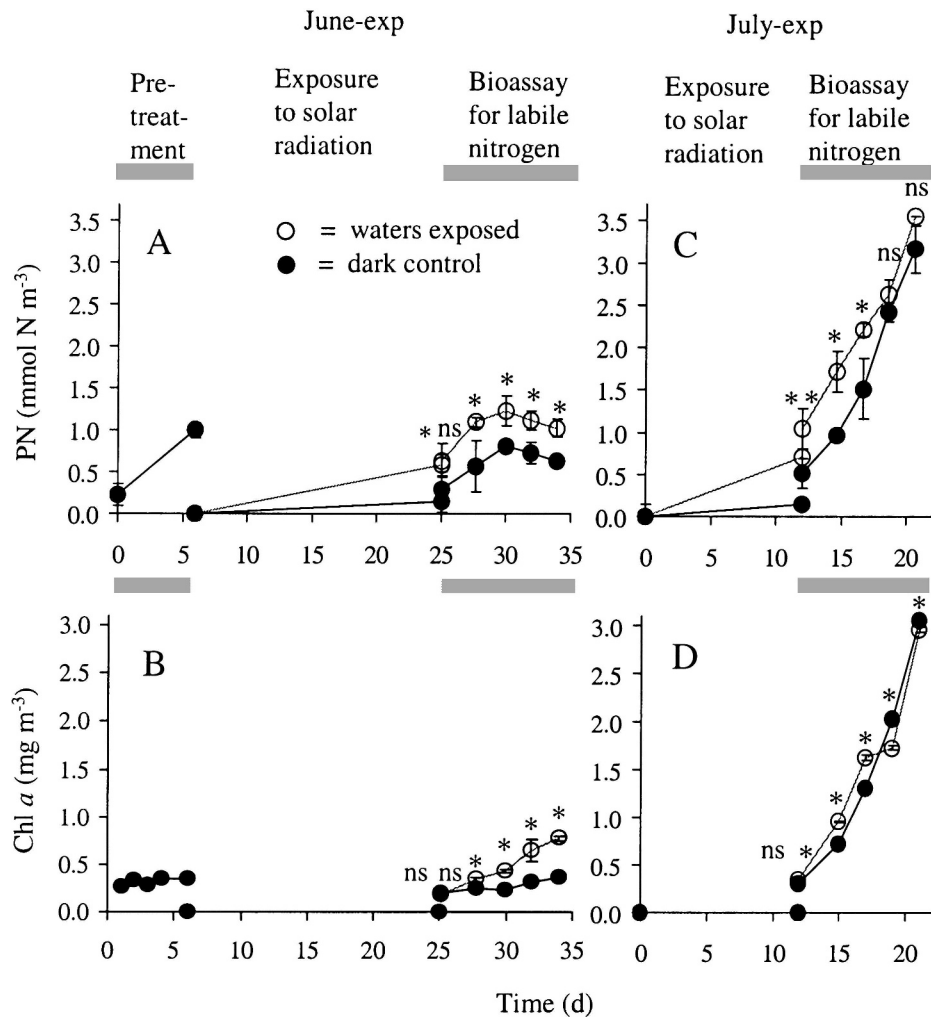 June-exp
July-exp
Pre-
treat-
ment
Exposure
to solar
radiation
Bioassay
for labile
nitrogen
Exposure
to solar
radiation
Bioassay
for labile
nitrogen
A
○ = waters exposed
● = dark control
PN (mmol N m⁻³)
3.5
3.0
2.5
2.0
1.5
1.0
0.5
0.0
* ns * * * *
0 5 10 15 20 25 30 35
C
3.5
3.0
2.5
2.0
1.5
1.0
0.5
0.0
* * * * ns ns
0 5 10 15 20
B
Chl a (mg m⁻³)
3.0
2.5
2.0
1.5
1.0
0.5
0.0
ns ns * * * *
0 5 10 15 20 25 30 35
D
3.0
2.5
2.0
1.5
1.0
0.5
0.0
ns * * * * *
0 5 10 15 20
Time (d)